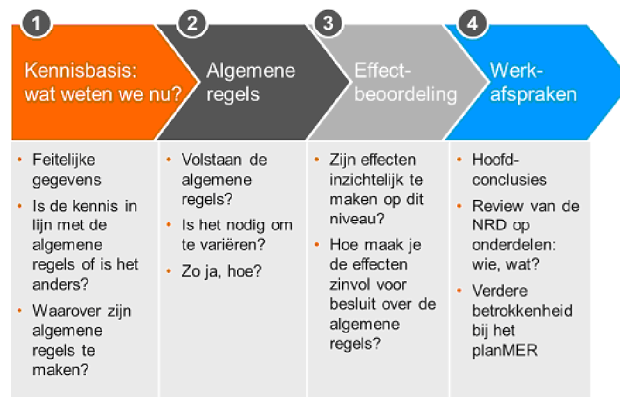 1
Kennisbasis:
wat weten we nu?
• Feitelijke
gegevens
• Is de kennis in
lijn met de
algemene
regels of is het
anders?
• Waarover zijn
algemene
regels te
maken?
2
Algemene
regels
• Volstaan de
algemene
regels?
• Is het nodig om
te variëren?
• Zo ja, hoe?
3
Effect-
beoordeling
• Zijn effecten
inzichtelijk te
maken op dit
niveau?
• Hoe maak je
de effecten
zinvol voor
besluit over de
algemene
regels?
4
Werk-
afspraken
• Hoofd-
conclusies
• Review van de
NRD op
onderdelen:
wie, wat?
• Verdere
betrokkenheid
bij het
planMER